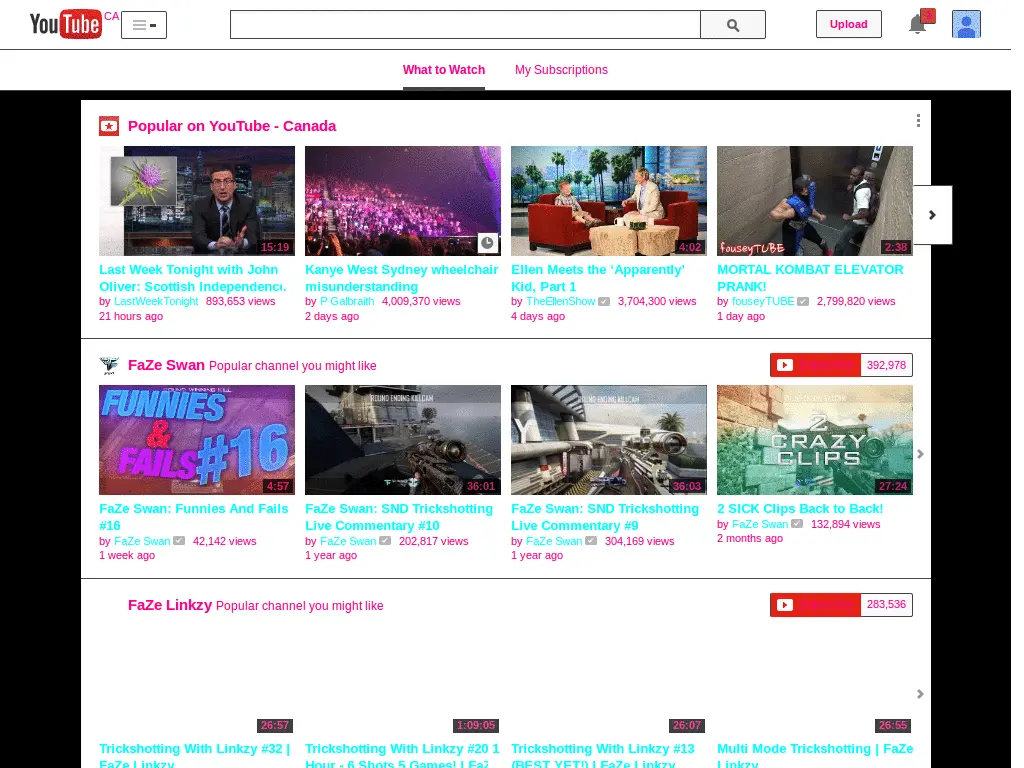 YouTube CA
Upload
What to Watch My Subscriptions
Popular on YouTube - Canada
15:19 4:02 fouseyTUBE 2:38
Last Week Tonight with John Oliver: Scottish Independenc.
by LastWeekTonight 893,653 views
21 hours ago
Kanye West Sydney wheelchair misunderstanding
by P Galbraith 4,009,370 views
2 days ago
Ellen Meets the ‘Apparently’ Kid, Part 1
by TheEllenShow 3,704,300 views
4 days ago
MORTAL KOMBAT ELEVATOR PRANK!
by fouseyTUBE 2,799,820 views
1 day ago
FaZe Swan Popular channel you might like
392,978
ROUND WINNING KILL
FUNNIES
&
FAILS #16
4:57
ROUND ENDING KILLCAM
36:01
ROUND ENDING KILLCAM
36:03
2
CRAZY
CLIPS
27:24
FaZe Swan: Funnies And Fails
#16
by FaZe Swan 42,142 views
1 week ago
FaZe Swan: SND Trickshotting
Live Commentary #10
by FaZe Swan 202,817 views
1 year ago
FaZe Swan: SND Trickshotting
Live Commentary #9
by FaZe Swan 304,169 views
1 year ago
2 SICK Clips Back to Back!
by FaZe Swan 132,894 views
2 months ago
FaZe Linkzy Popular channel you might like
283,536
26:57 1:09:05 26:07 26:55
Trickshotting With Linkzy #32 |
FaZe Linkzy
Trickshotting With Linkzy #20 1
Hour - 6 Shots 5 Games! | FaZ
Trickshotting With Linkzy #13
(BEST YET!) | FaZe Linkzy
Multi Mode Trickshotting | FaZe
Linkzy